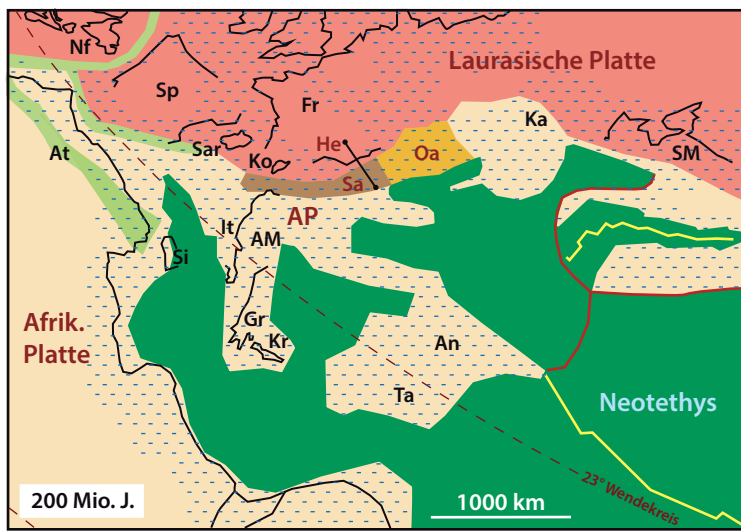 Nf
Laurasische Platte
Sp
Fr
Ka
He
At
Sar
Oa
SM
Ko
Sa
AP
It
AM
Si
Afrik.
Platte
Gr
Kr
An
Ta
Neotethys
23° Wendekreis
200 Mio. J.
1000 km